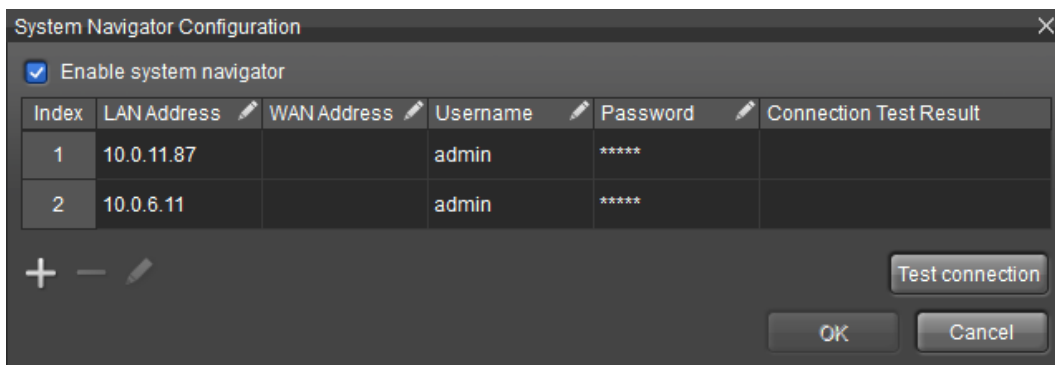 System Navigator Configuration
Enable system navigator
Index LAN Address WAN Address Username Password Connection Test Result
1 10.0.11.87 admin *****
2 10.0.6.11 admin *****
Test connection
OK Cancel